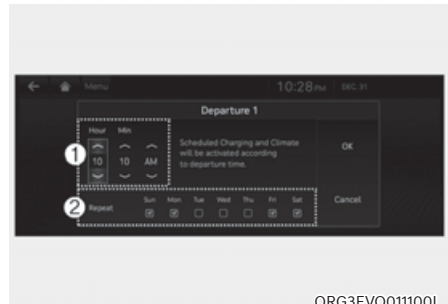 Menu 10:28 PM DEC. 31
Departure 1
Hour Min
1
10 10 AM
Scheduled Charging and Climate
will be activated according
to departure time.
OK
2
Repeat
Sun Mon Tue Wed Thu Fri Sat
Cancel
ORG3EVQ011100L